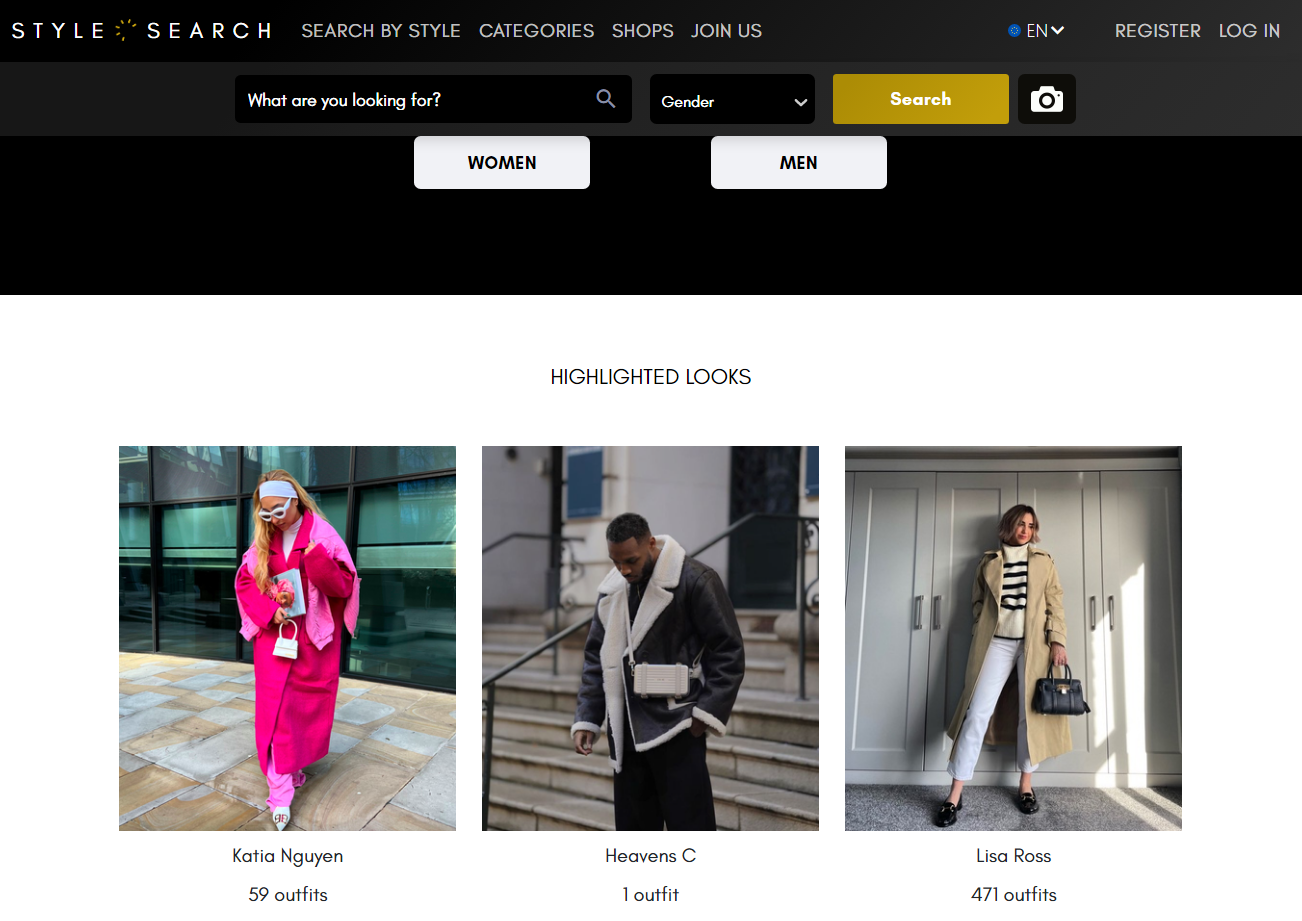 STYLE SEARCH SEARCH BY STYLE CATEGORIES SHOPS JOIN US EN REGISTER LOG IN
What are you looking for? Gender Search
WOMEN MEN
HIGHLIGHTED LOOKS
Katia Nguyen Heavens C Lisa Ross
59 outfits 1 outfit 471 outfits